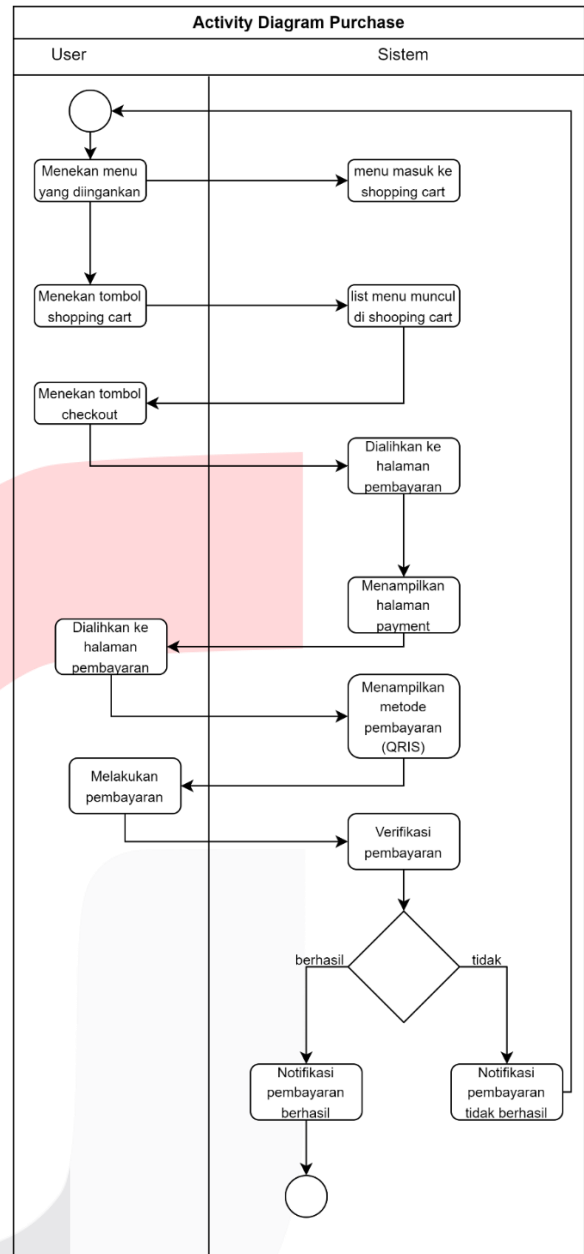 Activity Diagram Purchase
User
Sistem
Menekan menu
yang diingankan
menu masuk ke
shopping cart
Menekan tombol
shopping cart
list menu muncul
di shooping cart
Menekan tombol
checkout
Dialihkan ke
halaman
pembayaran
Menampilkan
halaman
payment
Dialihkan ke
halaman
pembayaran
Menampilkan
metode
pembayaran
(QRIS)
Melakukan
pembayaran
Verifikasi
pembayaran
berhasil
tidak
Notifikasi
pembayaran
berhasil
Notifikasi
pembayaran
tidak berhasil